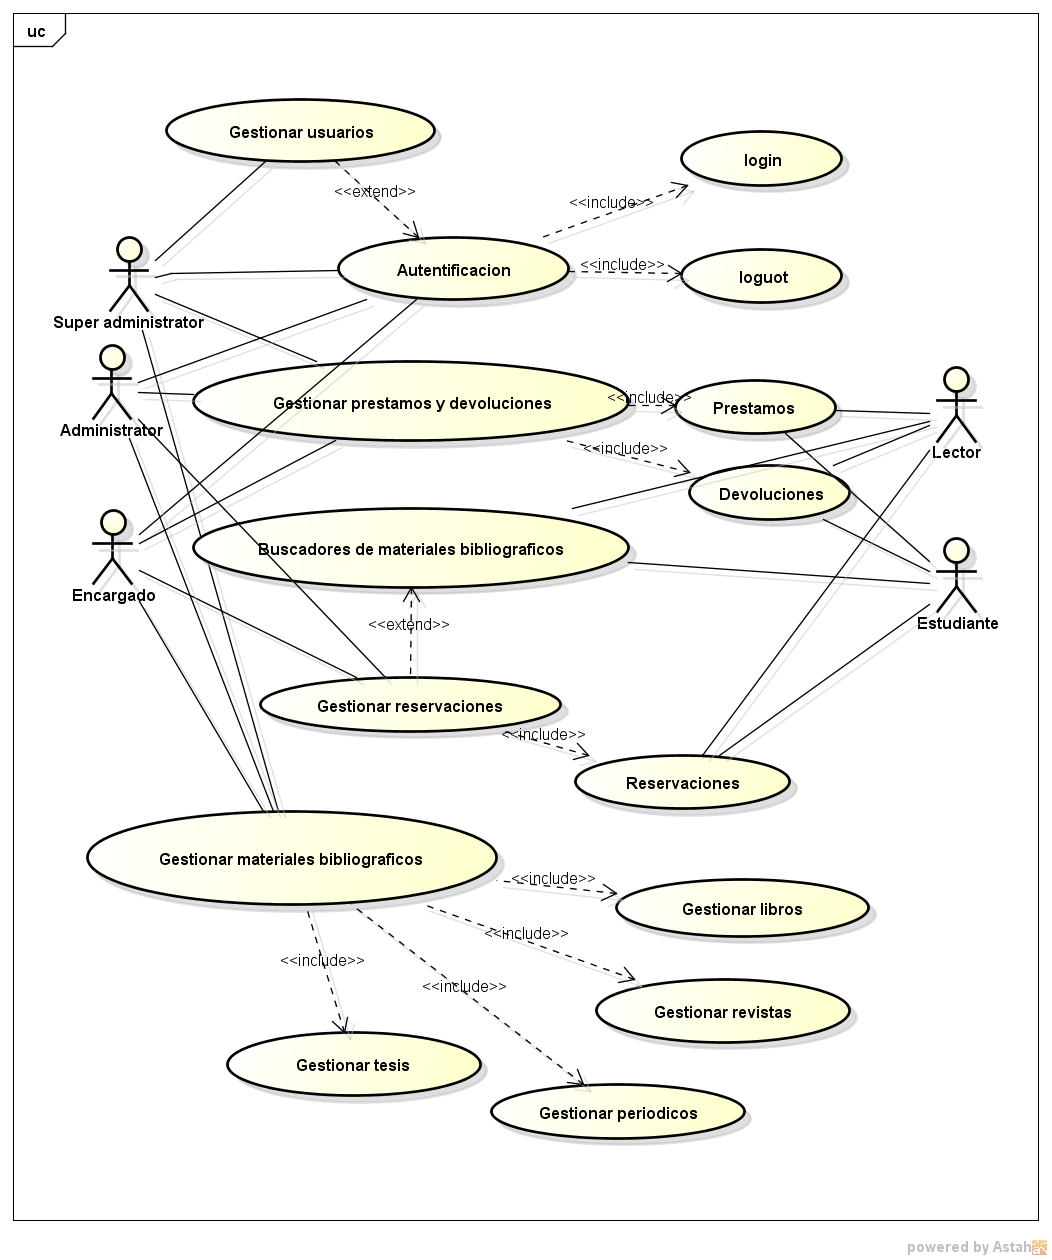 uc
Gestionar usuarios
<<extend>>
login
<<include>>
Autentificacion
<<include>>
loguot
Super administrator
Administrator
Gestionar prestamos y devoluciones
<<include>>
Prestamos
Lector
<<include>>
Devoluciones
Buscadores de materiales bibliograficos
Encargado
<<extend>>
Estudiante
Gestionar reservaciones
<<include>>
Reservaciones
Gestionar materiales bibliograficos
<<include>>
Gestionar libros
<<include>>
<<include>>
<<include>>
Gestionar revistas
Gestionar tesis
Gestionar periodicos
powered by Astah